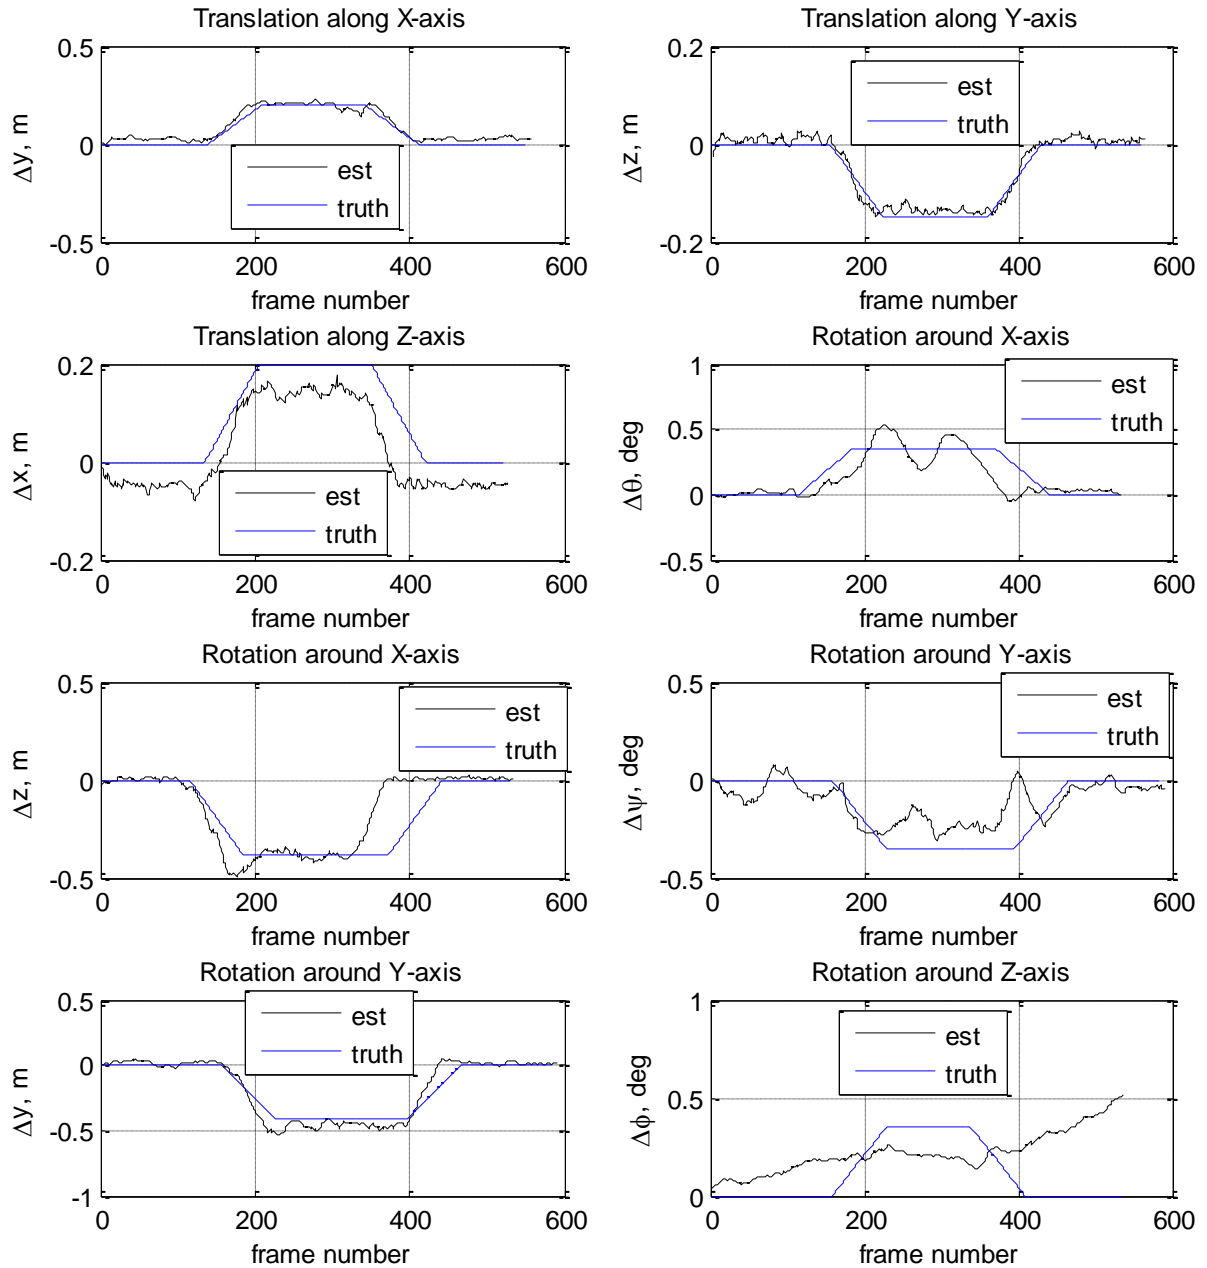 Translation along X-axis
0.5
0
-0.5
Δy, m
est
truth
0 200 400 600
frame number
Translation along Y-axis
0.2
0
-0.2
Δz, m
est
truth
0 200 400 600
frame number
Translation along Z-axis
0.2
0
-0.2
Δx, m
est
truth
0 200 400 600
frame number
Rotation around X-axis
1
0.5
0
-0.5
Δθ, deg
est
truth
0 200 400 600
frame number
Rotation around X-axis
0.5
0
-0.5
Δz, m
est
truth
0 200 400 600
frame number
Rotation around Y-axis
0.5
0
-0.5
Δψ, deg
est
truth
0 200 400 600
frame number
Rotation around Y-axis
0.5
0
-0.5
-1
Δy, m
est
truth
0 200 400 600
frame number
Rotation around Z-axis
1
0.5
0
Δϕ, deg
est
truth
0 200 400 600
frame number